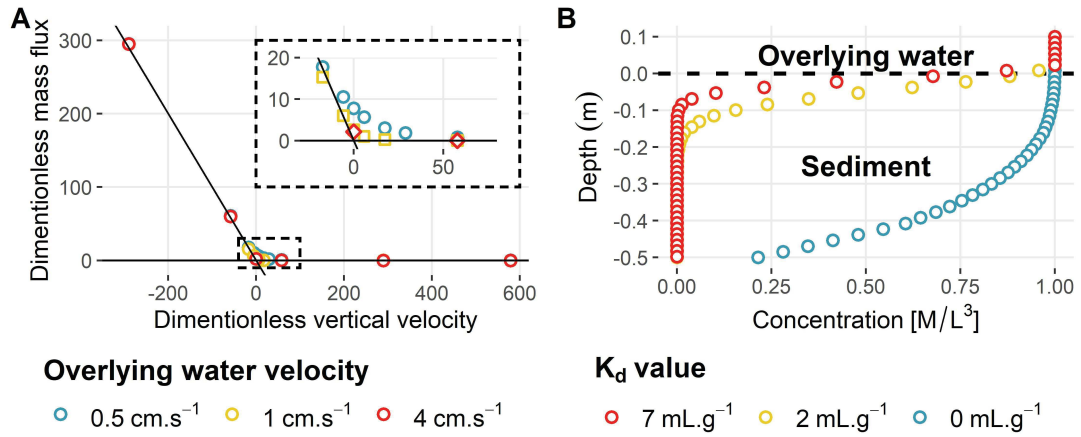 A
Dimentionless mass flux
300
200
100
0
-200
0
200
400
600
Dimentionless vertical velocity
20
10
0
0
50
Overlying water velocity
0.5 cm.s⁻¹
1 cm.s⁻¹
4 cm.s⁻¹
B
Depth (m)
0.1
0.0
-0.1
-0.2
-0.3
-0.4
-0.5
Overlying water
Sediment
0.00
0.25
0.50
0.75
1.00
Concentration [M/L³]
K_d value
7 mL.g⁻¹
2 mL.g⁻¹
0 mL.g⁻¹